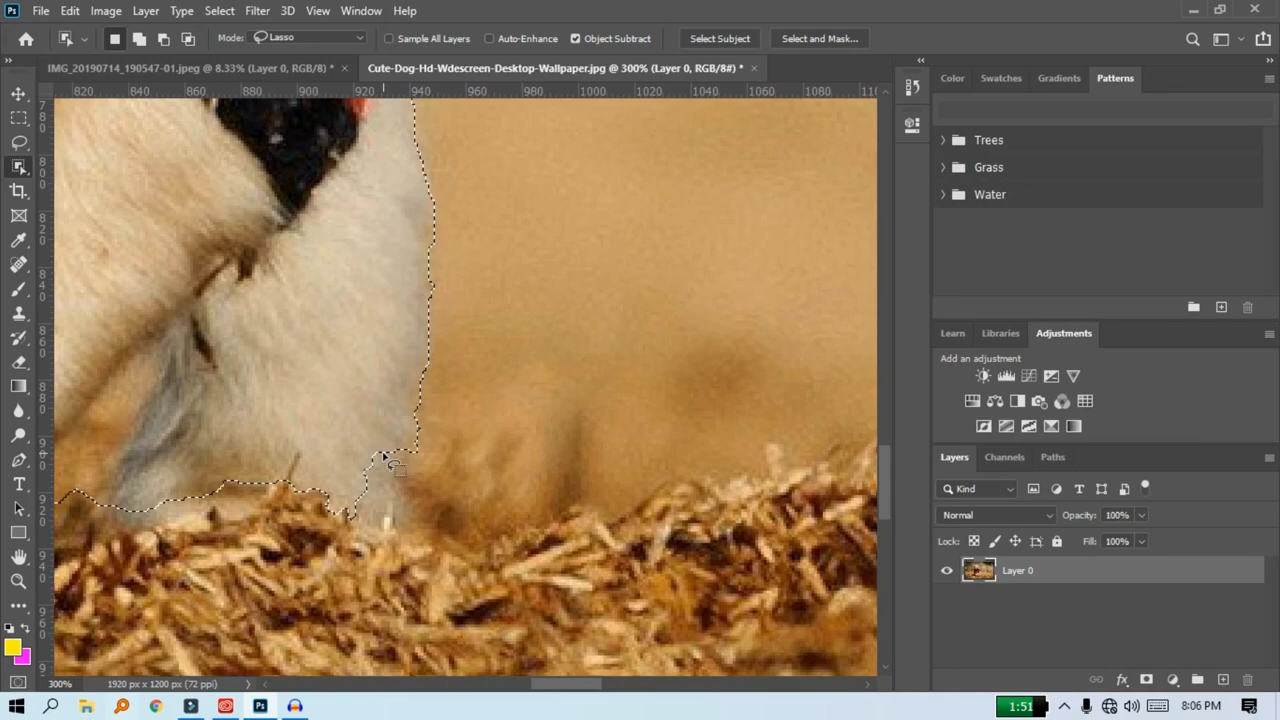 File Edit Image Layer Type Select Filter 3D View Window Help
Mode: Lasso Sample All Layers Auto-Enhance Object Subtract Select Subject Select and Mask...
IMG_20190714_190547-01.jpeg @ 8.33% (Layer 0, RGB/8) * Cute-Dog-Hd-Wdescreen-Desktop-Wallpaper.jpg @ 300% (Layer 0, RGB/8#) *
Color Swatches Gradients Patterns
820 840 860 880 900 920 940 960 980 1000 1020 1040 1060 1080
Trees
Grass
Water
Learn Libraries Adjustments
Add an adjustment
Layers Channels Paths
Kind
Normal Opacity: 100%
Lock: Fill: 100%
Layer 0
300% 1920 px x 1200 px (72 ppi)
1:51 8:06 PM